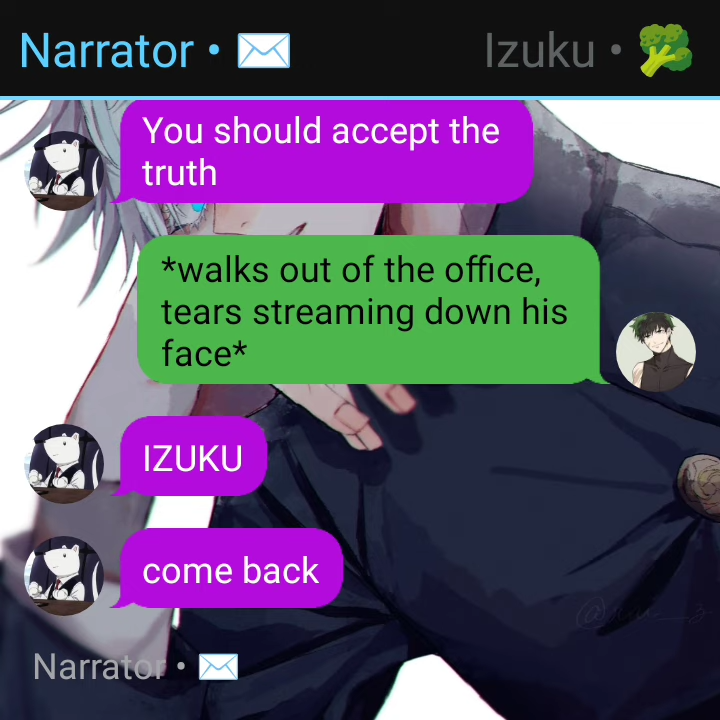 Narrator • ✉️ Izuku • 🥦
You should accept the
truth
*walks out of the office,
tears streaming down his
face*
IZUKU
come back
Narrator • ✉️